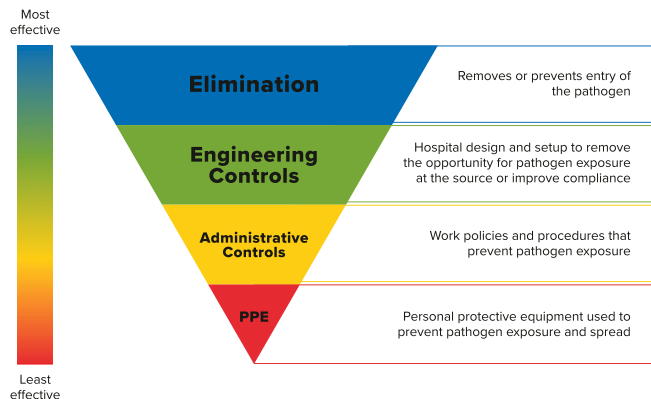 Most
effective
Elimination
Removes or prevents entry of
the pathogen
Engineering
Controls
Hospital design and setup to remove
the opportunity for pathogen exposure
at the source or improve compliance
Administrative
Controls
Work policies and procedures that
prevent pathogen exposure
PPE
Personal protective equipment used to
prevent pathogen exposure and spread
Least
effective